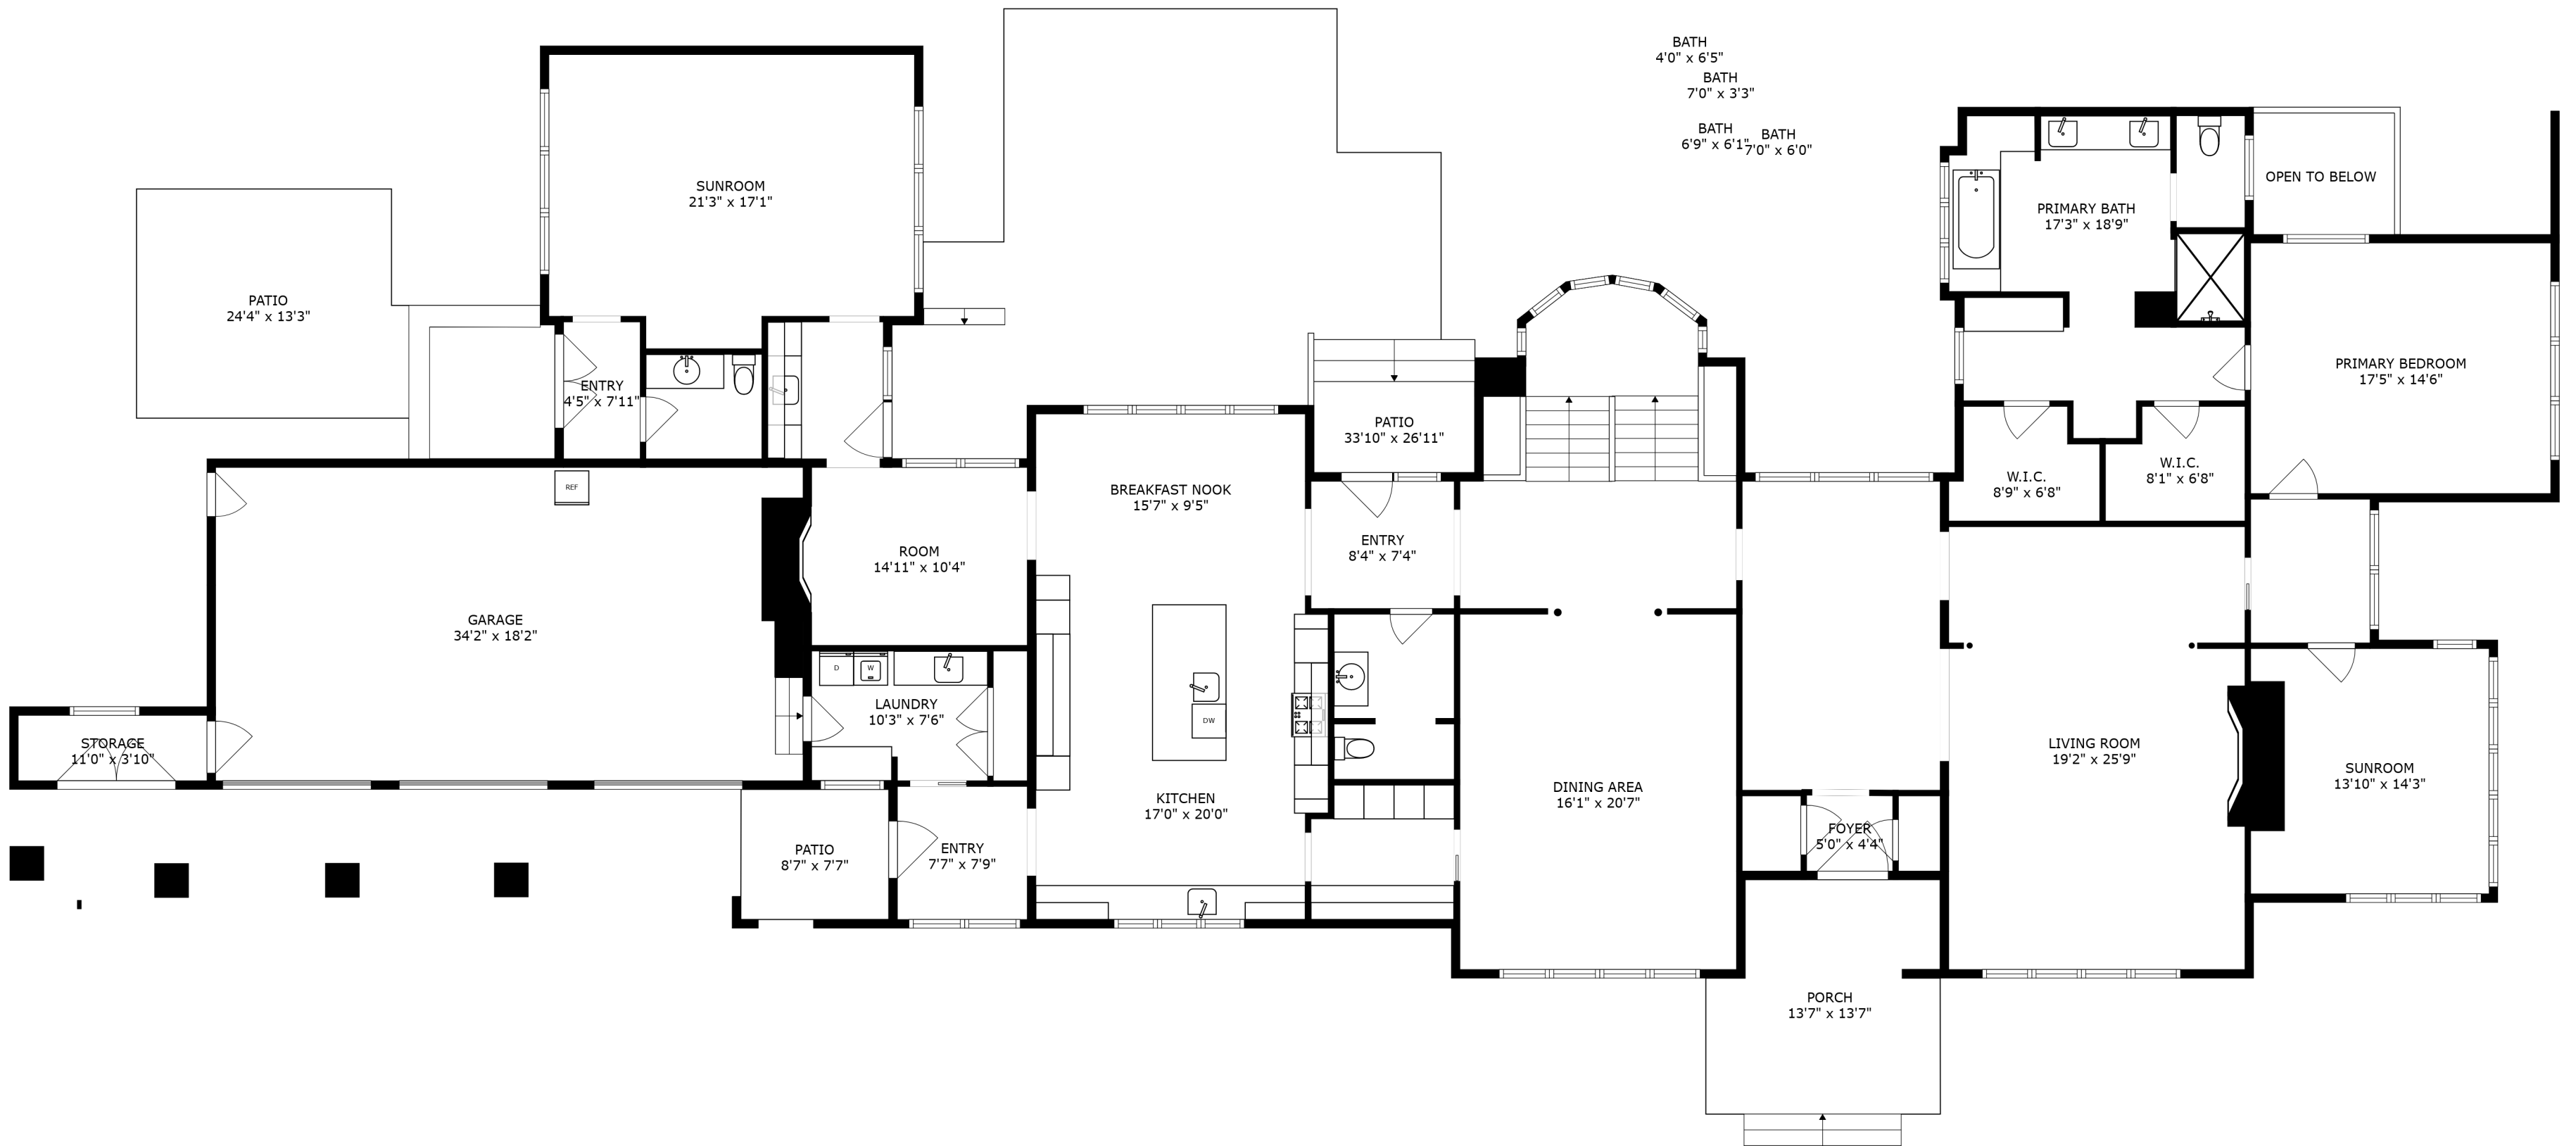 BATH
4'0" x 6'5"
BATH
7'0" x 3'3"
BATH
6'9" x 6'1"
BATH
7'0" x 6'0"
SUNROOM
21'3" x 17'1"
OPEN TO BELOW
PRIMARY BATH
17'3" x 18'9"
PATIO
24'4" x 13'3"
PRIMARY BEDROOM
17'5" x 14'6"
ENTRY
4'5" x 7'11"
PATIO
33'10" x 26'11"
W.I.C.
8'9" x 6'8"
W.I.C.
8'1" x 6'8"
REF
BREAKFAST NOOK
15'7" x 9'5"
ROOM
14'11" x 10'4"
ENTRY
8'4" x 7'4"
GARAGE
34'2" x 18'2"
D
W
LAUNDRY
10'3" x 7'6"
DW
STORAGE
11'0" x 3'10"
LIVING ROOM
19'2" x 25'9"
SUNROOM
13'10" x 14'3"
KITCHEN
17'0" x 20'0"
DINING AREA
16'1" x 20'7"
FOYER
5'0" x 4'4"
PATIO
8'7" x 7'7"
ENTRY
7'7" x 7'9"
PORCH
13'7" x 13'7"